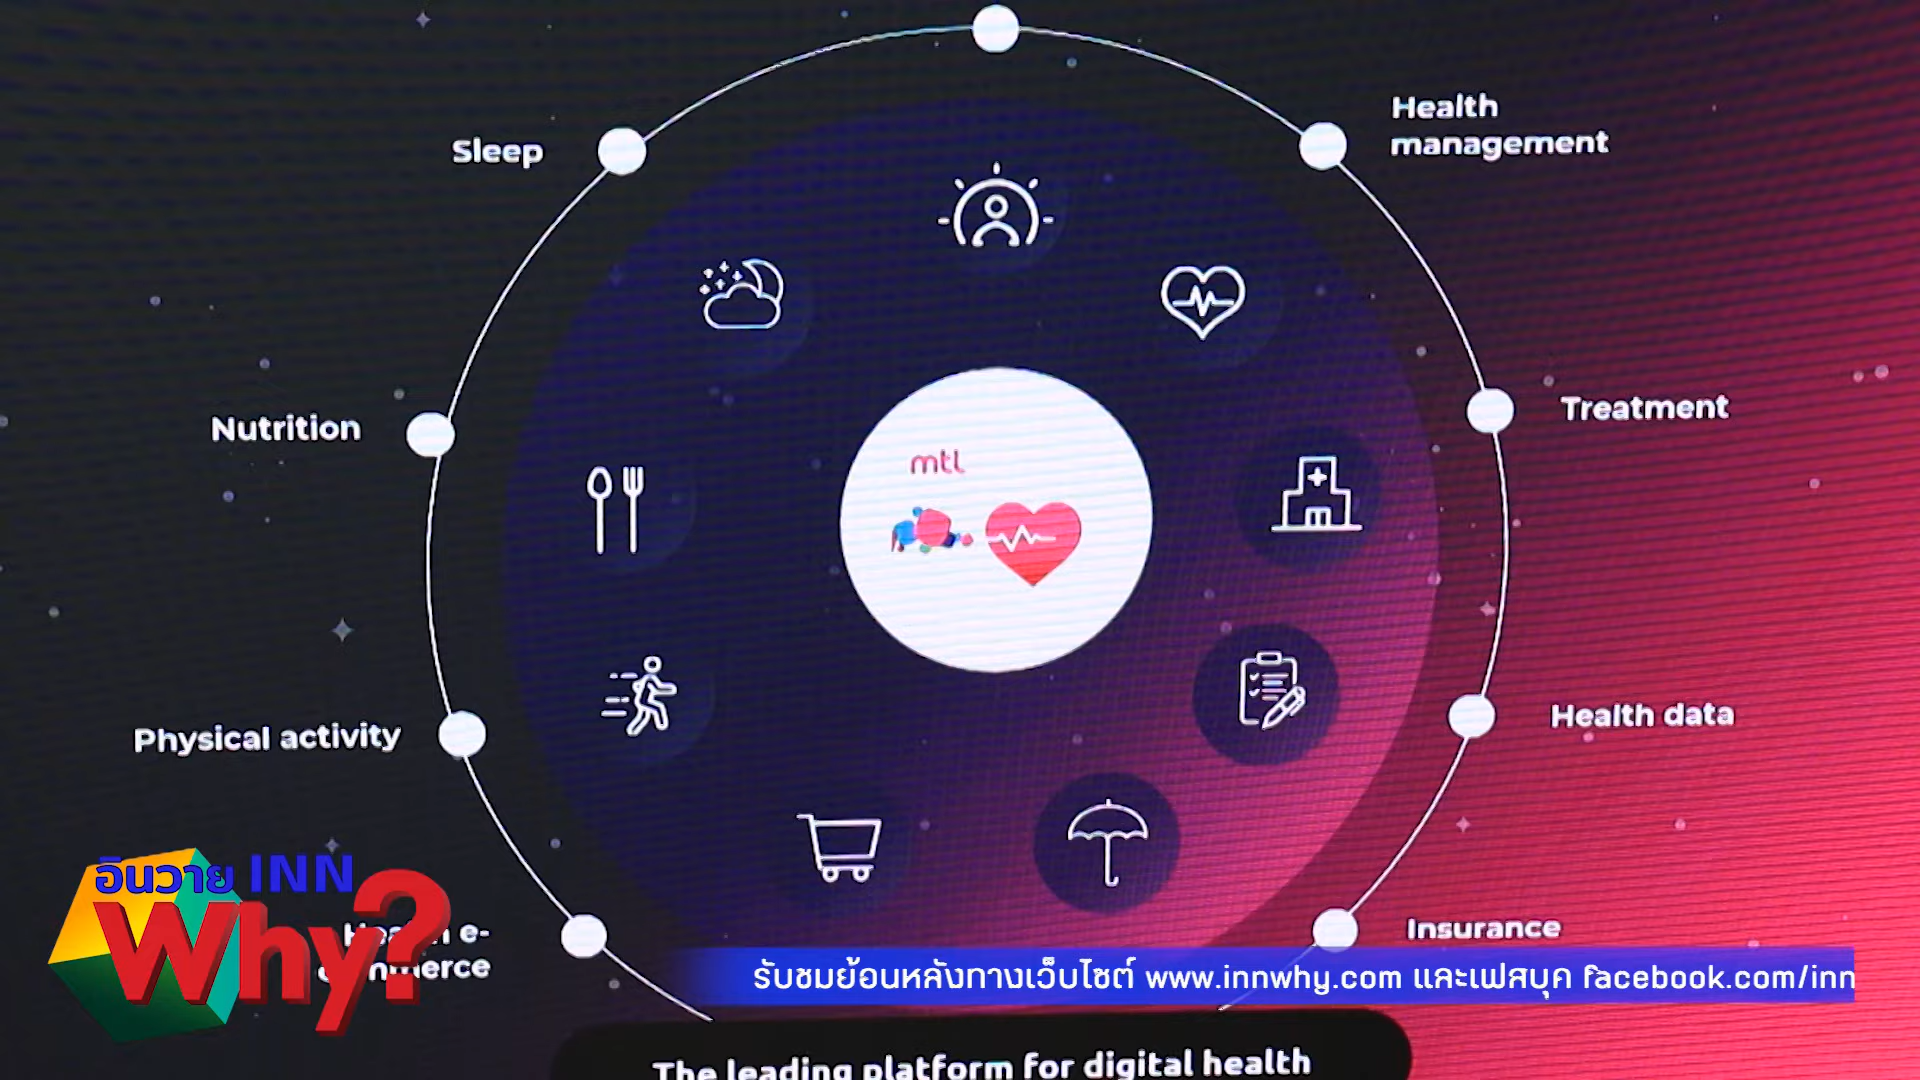 Health
management
Sleep
Treatment
Nutrition
mtl
Health data
Physical activity
อินวาย INN
Why?
Insurance
รับชมย้อนหลังทางเว็บไซต์ www.innwhy.com และเฟสบุค facebook.com/inn
The leading platform for digital health